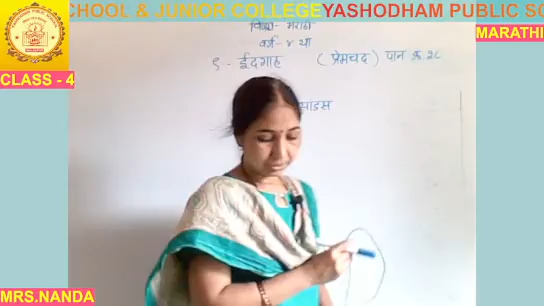 CHOOL & JUNIOR COLLEGE YASHODHAM PUBLIC SC
MARATHI
विषय - मराठी
वर्ग - ४ था
९ - ईदगाह ( प्रेमचंद ) पान क्र. २८
CLASS - 4
MRS.NANDA